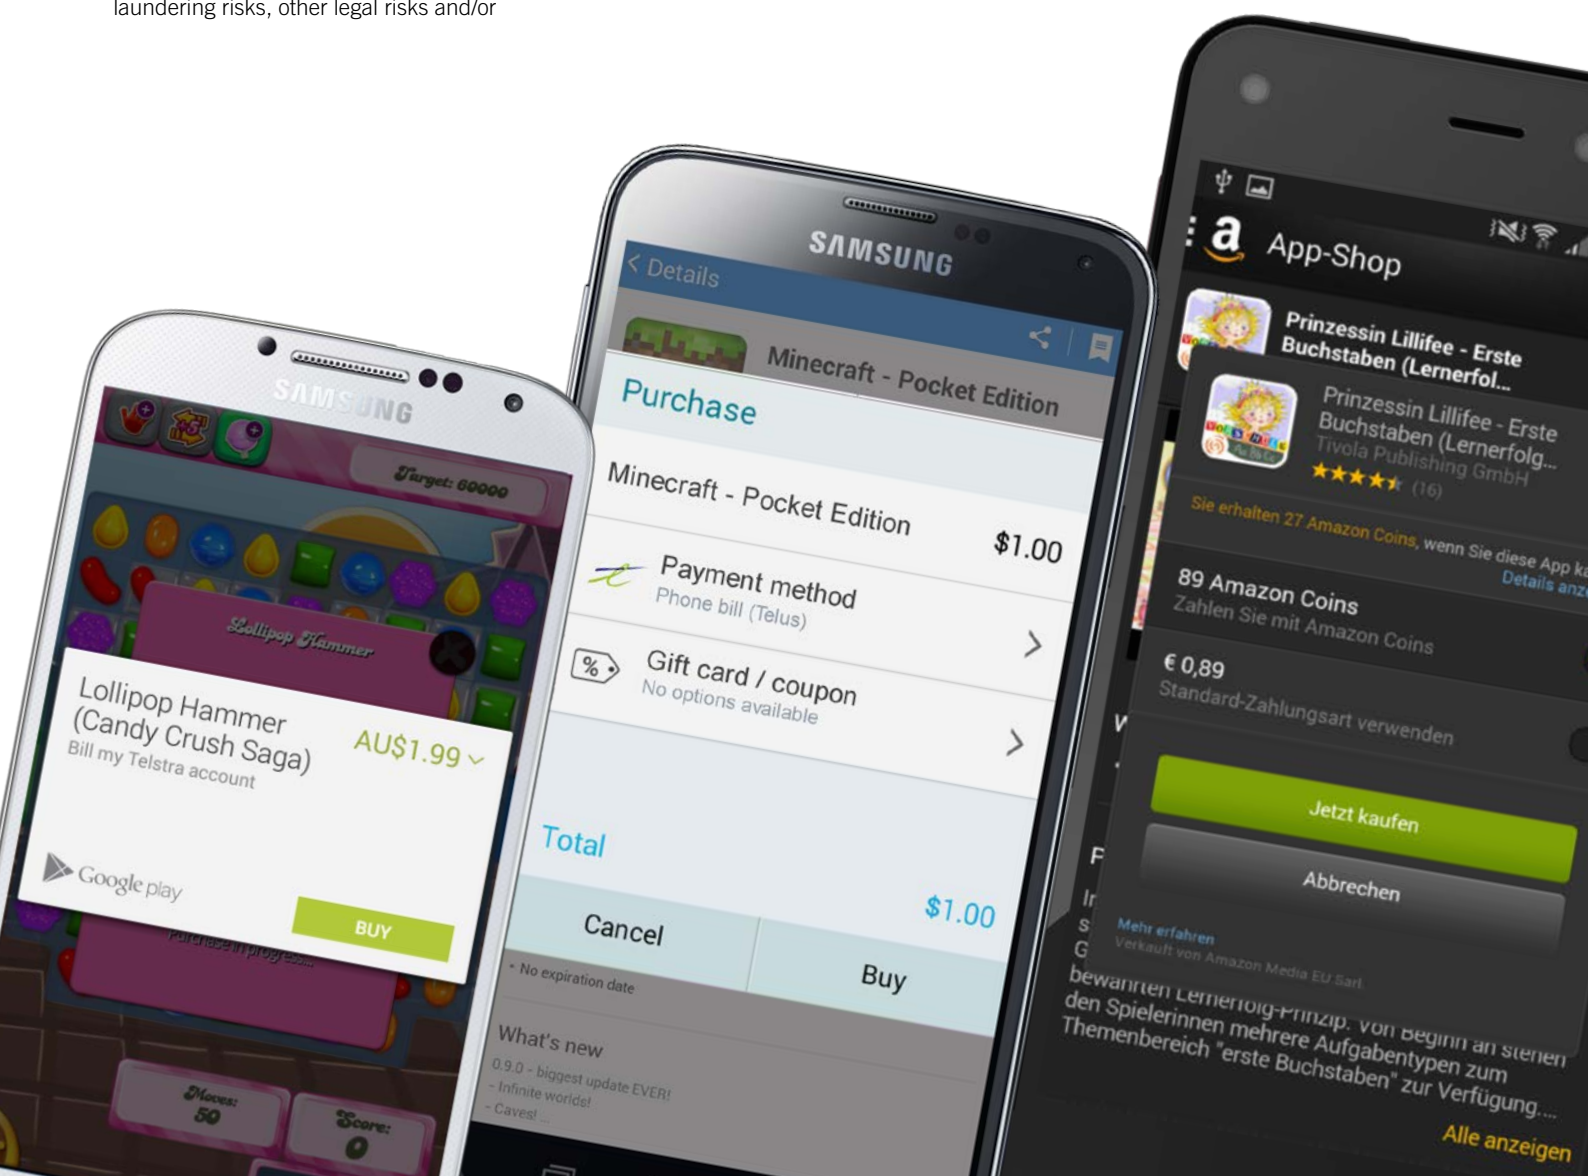 laundering risks, other legal risks and/or
SAMSUNG
Target: 60000
Lollipop Hammer
Lollipop Hammer
(Candy Crush Saga)
AU$1.99
Bill my Telstra account
Google play
BUY
Purchase in progress...
Moves:
50
Score:
0
SAMSUNG
< Details
Minecraft - Pocket Edition
Purchase
Minecraft - Pocket Edition
$1.00
Payment method
Phone bill (Telus)
%
Gift card / coupon
No options available
Total
$1.00
Cancel
Buy
• No expiration date
What's new
0.9.0 - biggest update EVER!
- Infinite worlds!
- Caves! ...
a App-Shop
Prinzessin Lillifee - Erste
Buchstaben (Lernerfol...
Prinzessin Lillifee - Erste
Buchstaben (Lernerfolg...
Tivola Publishing GmbH
(16)
Sie erhalten 27 Amazon Coins, wenn Sie diese App
Details
89 Amazon Coins
Zahlen Sie mit Amazon Coins
€ 0,89
Standard-Zahlungsart verwenden
Jetzt kaufen
Abbrechen
Mehr erfahren
Verkauft von Amazon Media EU Sarl
bewährten Lernerfolg-Prinzip. Von Beginn an stehen
den Spielerinnen mehrere Aufgabentypen zum
Themenbereich "erste Buchstaben" zur Verfügung....
Alle anzeigen